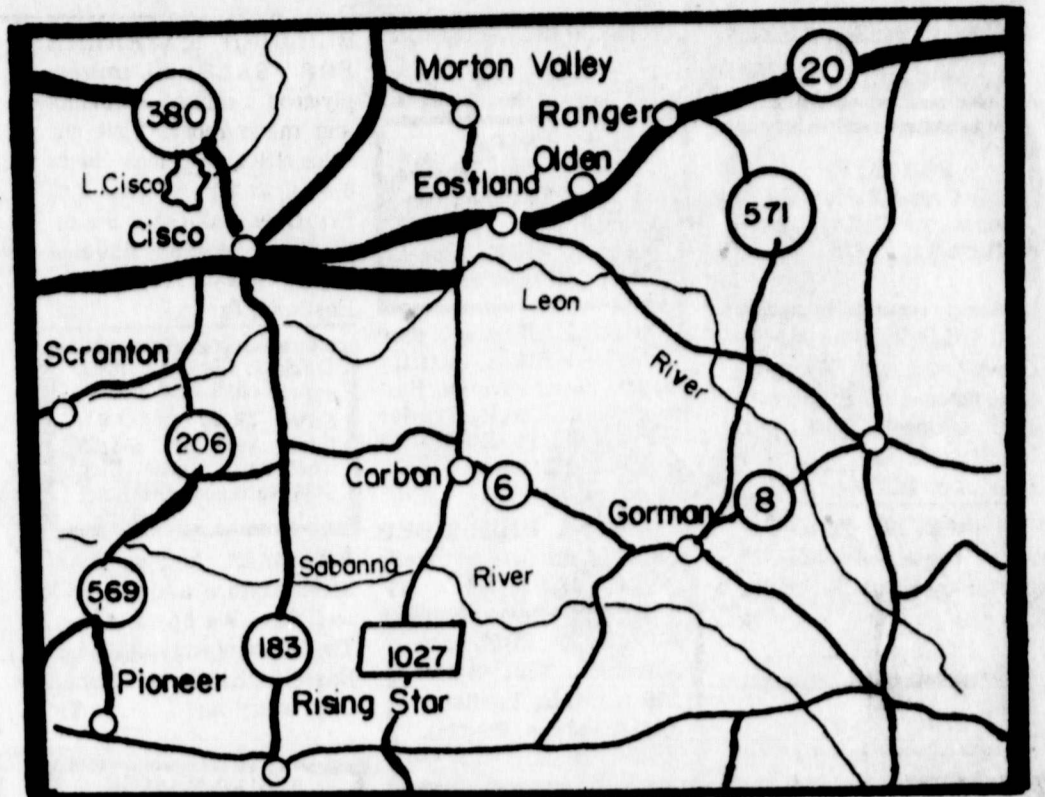 20
Morton Valley
380
Ranger
Olden
L.Cisco
Eastland
571
Cisco
Leon
Scranton
River
206
Carbon
6
8
Gorman
Sabanna
River
569
183
1027
Pioneer
Rising Star